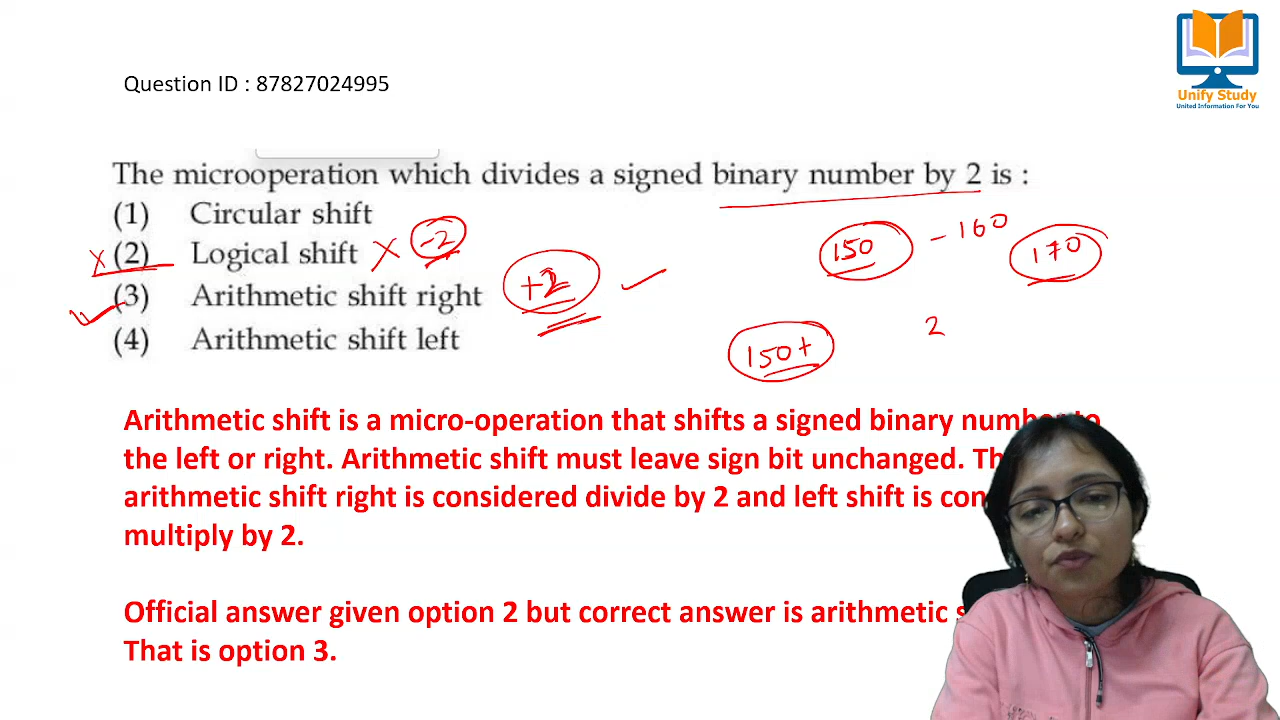 Unify Study
United Information For You
Question ID : 87827024995
The microoperation which divides a signed binary number by 2 is :
(1) Circular shift
(2) Logical shift
-2
150 - 160 170
(3) Arithmetic shift right
+2
(4) Arithmetic shift left
150+
2
Arithmetic shift is a micro-operation that shifts a signed binary number to
the left or right. Arithmetic shift must leave sign bit unchanged.
arithmetic shift right is considered divide by 2 and left shift is
multiply by 2.
Official answer given option 2 but correct answer is arithmetic
That is option 3.